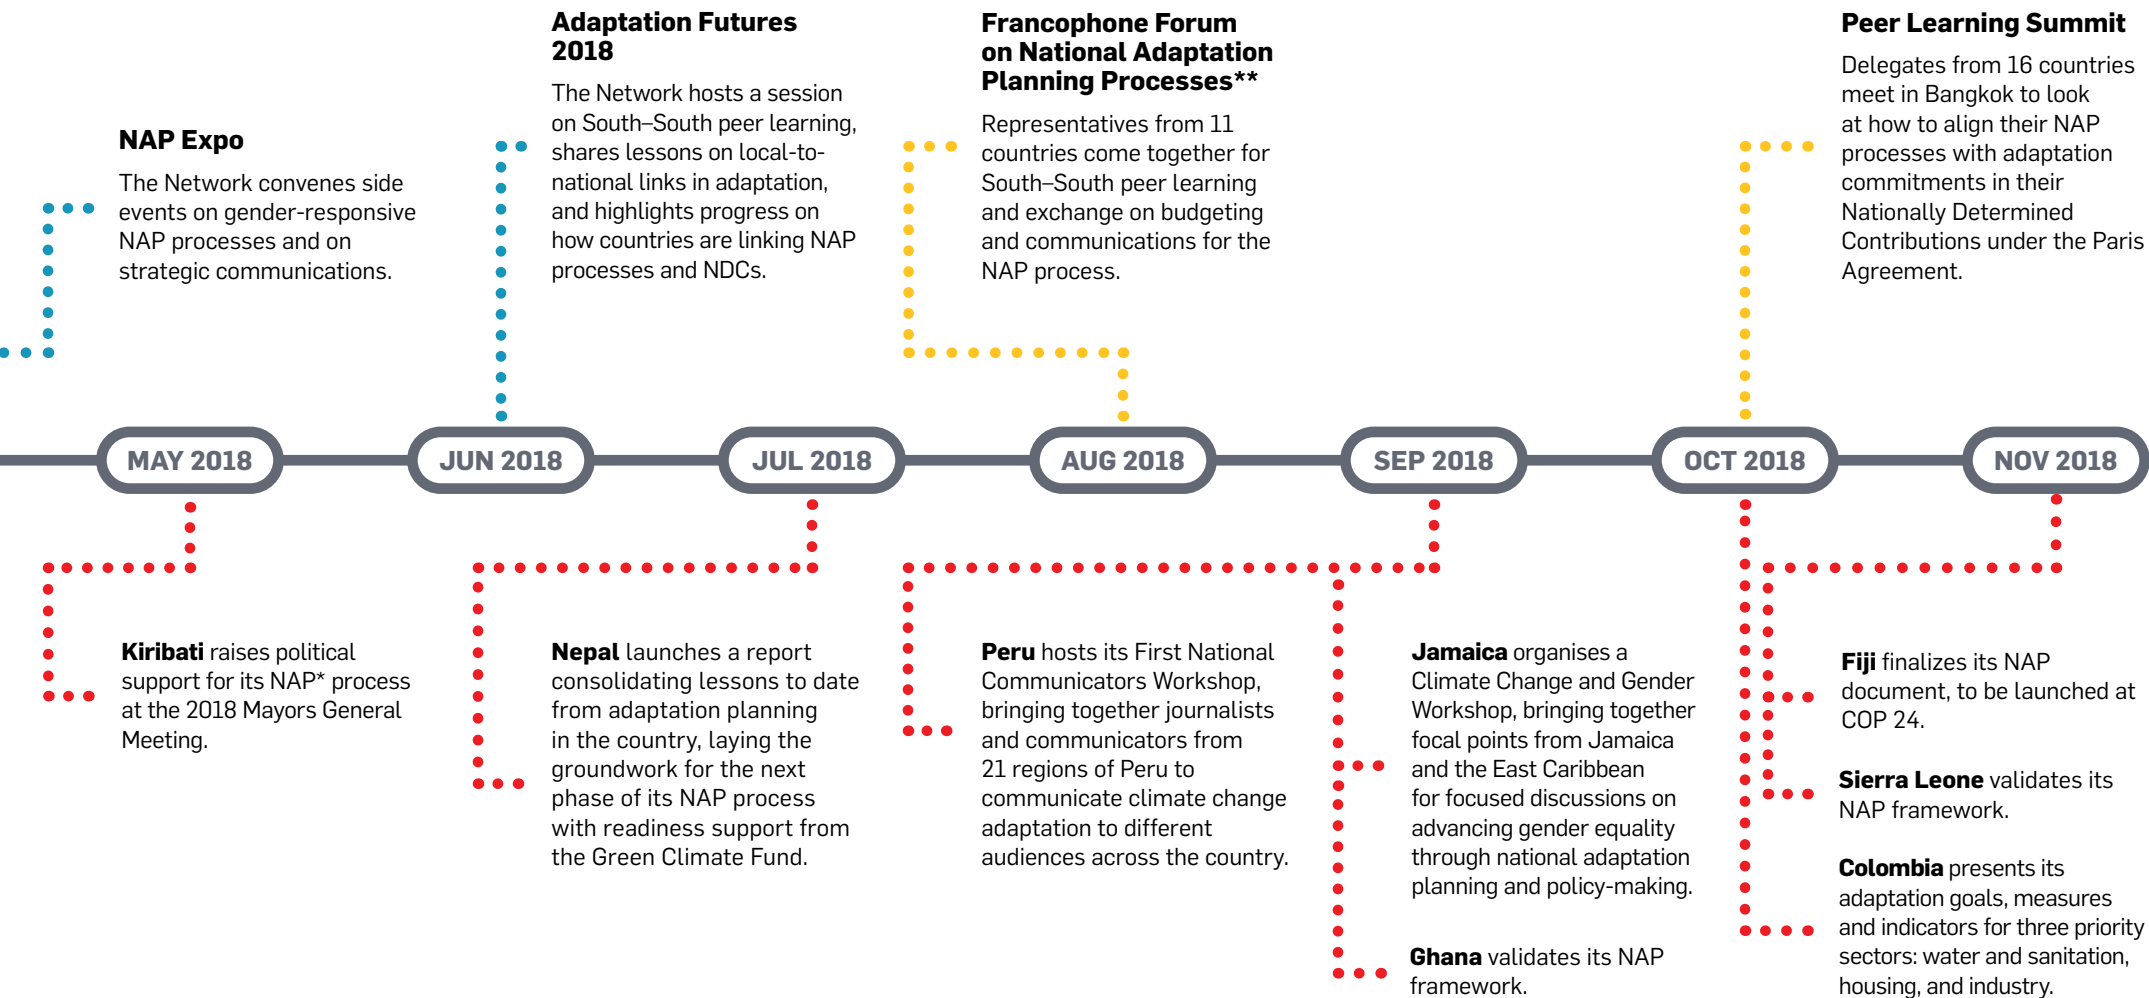 NAP Expo
The Network convenes side
events on gender-responsive
NAP processes and on
strategic communications.
Adaptation Futures
2018
The Network hosts a session
on South–South peer learning,
shares lessons on local-to-
national links in adaptation,
and highlights progress on
how countries are linking NAP
processes and NDCs.
Francophone Forum
on National Adaptation
Planning Processes**
Representatives from 11
countries come together for
South–South peer learning
and exchange on budgeting
and communications for the
NAP process.
Peer Learning Summit
Delegates from 16 countries
meet in Bangkok to look
at how to align their NAP
processes with adaptation
commitments in their
Nationally Determined
Contributions under the Paris
Agreement.
MAY 2018
JUN 2018
JUL 2018
AUG 2018
SEP 2018
OCT 2018
NOV 2018
Kiribati raises political
support for its NAP* process
at the 2018 Mayors General
Meeting.
Nepal launches a report
consolidating lessons to date
from adaptation planning
in the country, laying the
groundwork for the next
phase of its NAP process
with readiness support from
the Green Climate Fund.
Peru hosts its First National
Communicators Workshop,
bringing together journalists
and communicators from
21 regions of Peru to
communicate climate change
adaptation to different
audiences across the country.
Jamaica organises a
Climate Change and Gender
Workshop, bringing together
focal points from Jamaica
and the East Caribbean
for focused discussions on
advancing gender equality
through national adaptation
planning and policy-making.
Ghana validates its NAP
framework.
Fiji finalizes its NAP
document, to be launched at
COP 24.
Sierra Leone validates its
NAP framework.
Colombia presents its
adaptation goals, measures
and indicators for three priority
sectors: water and sanitation,
housing, and industry.